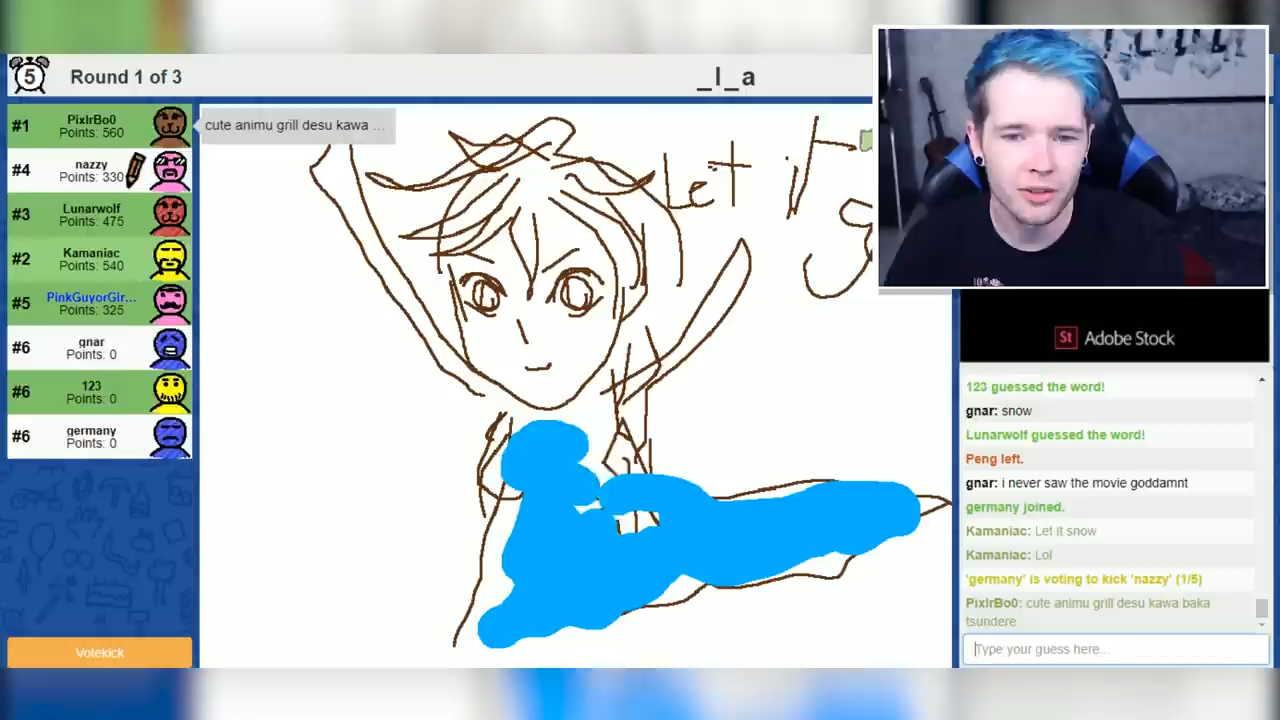 5 Round 1 of 3 _l_a
#1 PixlrBo0
Points: 560
cute animu grill desu kawa ...
#4 nazzy
Points: 330
#3 Lunarwolf
Points: 475
#2 Kamaniac
Points: 540
#5 PinkGuyorGIr...
Points: 325
#6 gnar
Points: 0
#6 123
Points: 0
#6 germany
Points: 0
Votekick
Let it
g
St Adobe Stock
123 guessed the word!
gnar: snow
Lunarwolf guessed the word!
Peng left.
gnar: i never saw the movie goddamnt
germany joined.
Kamaniac: Let it snow
Kamaniac: Lol
'germany' is voting to kick 'nazzy' (1/5)
PixlrBo0: cute animu grill desu kawa baka
tsundere
Type your guess here...